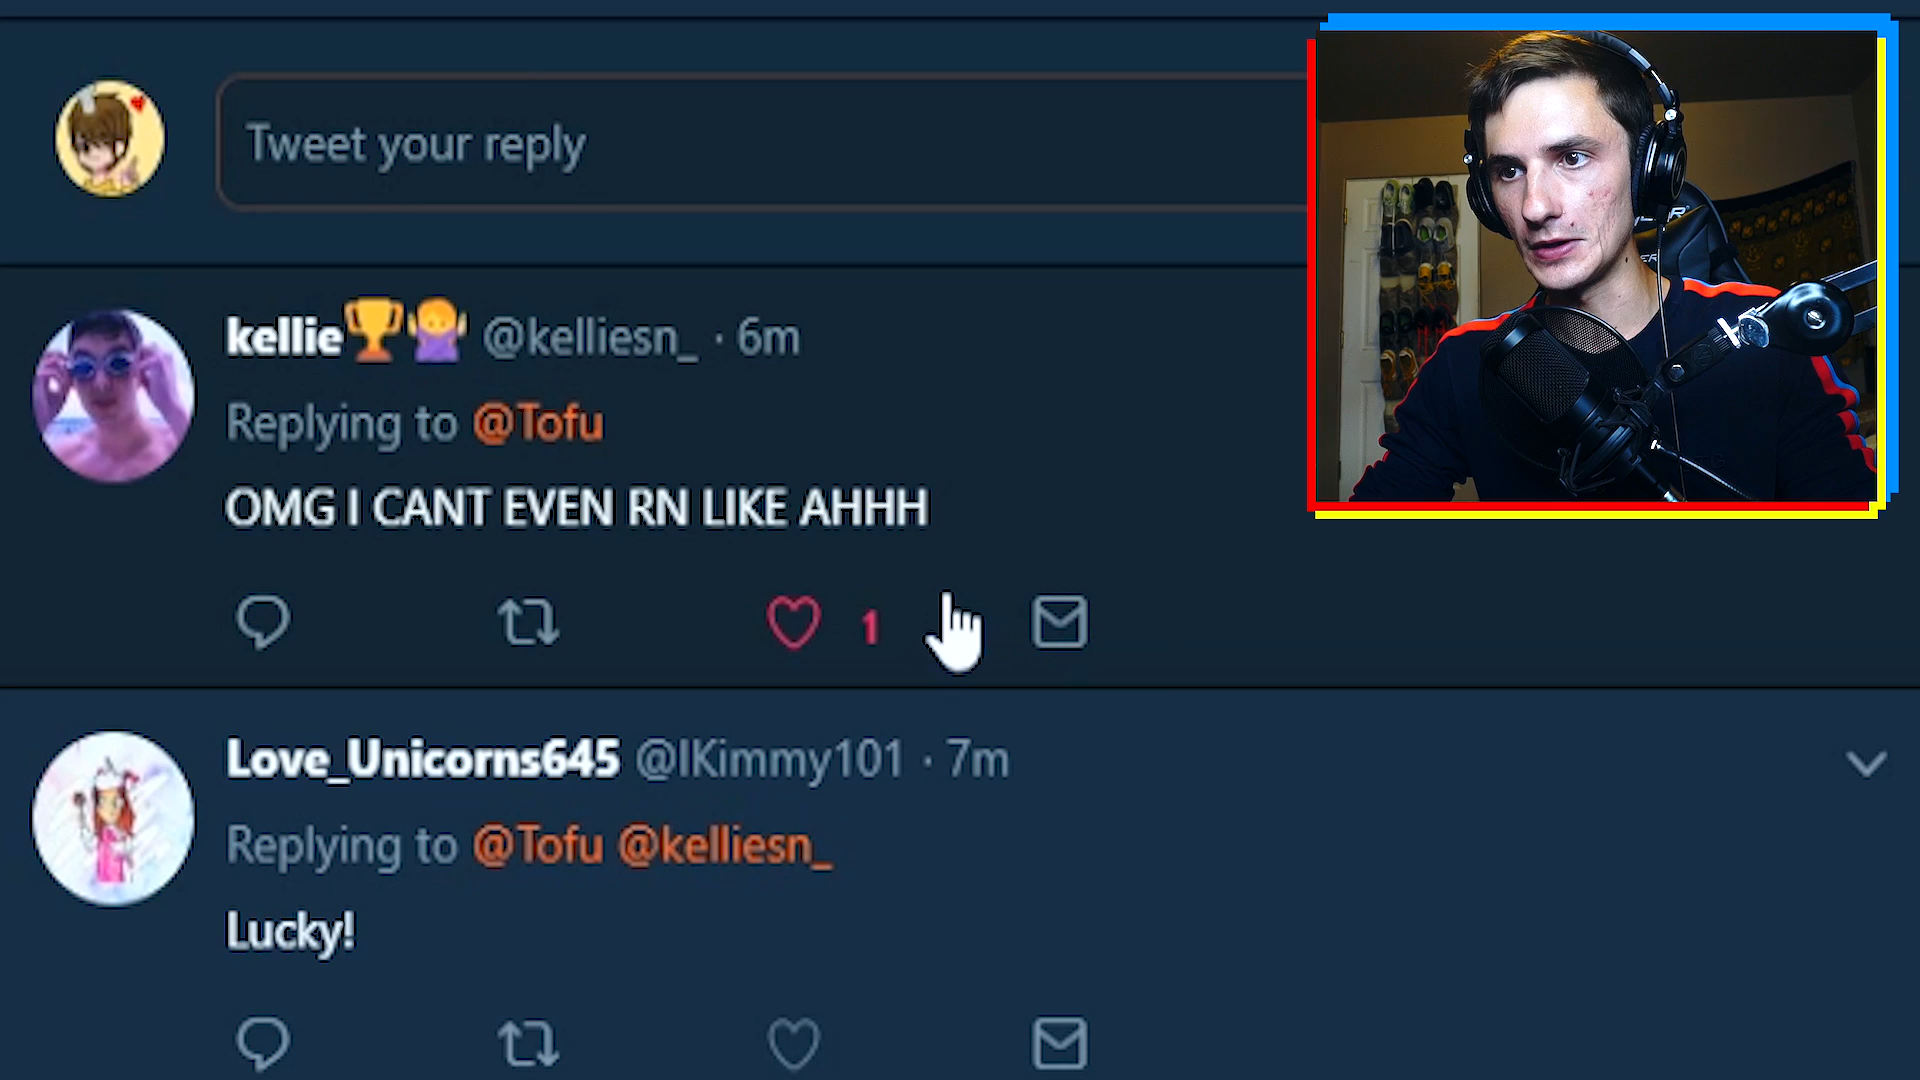 Tweet your reply
kellie🏆🤷 @kelliesn_ · 6m
Replying to @Tofu
OMG I CANT EVEN RN LIKE AHHH
1
Love_Unicorns645 @IKimmy101 · 7m
Replying to @Tofu @kelliesn_
Lucky!